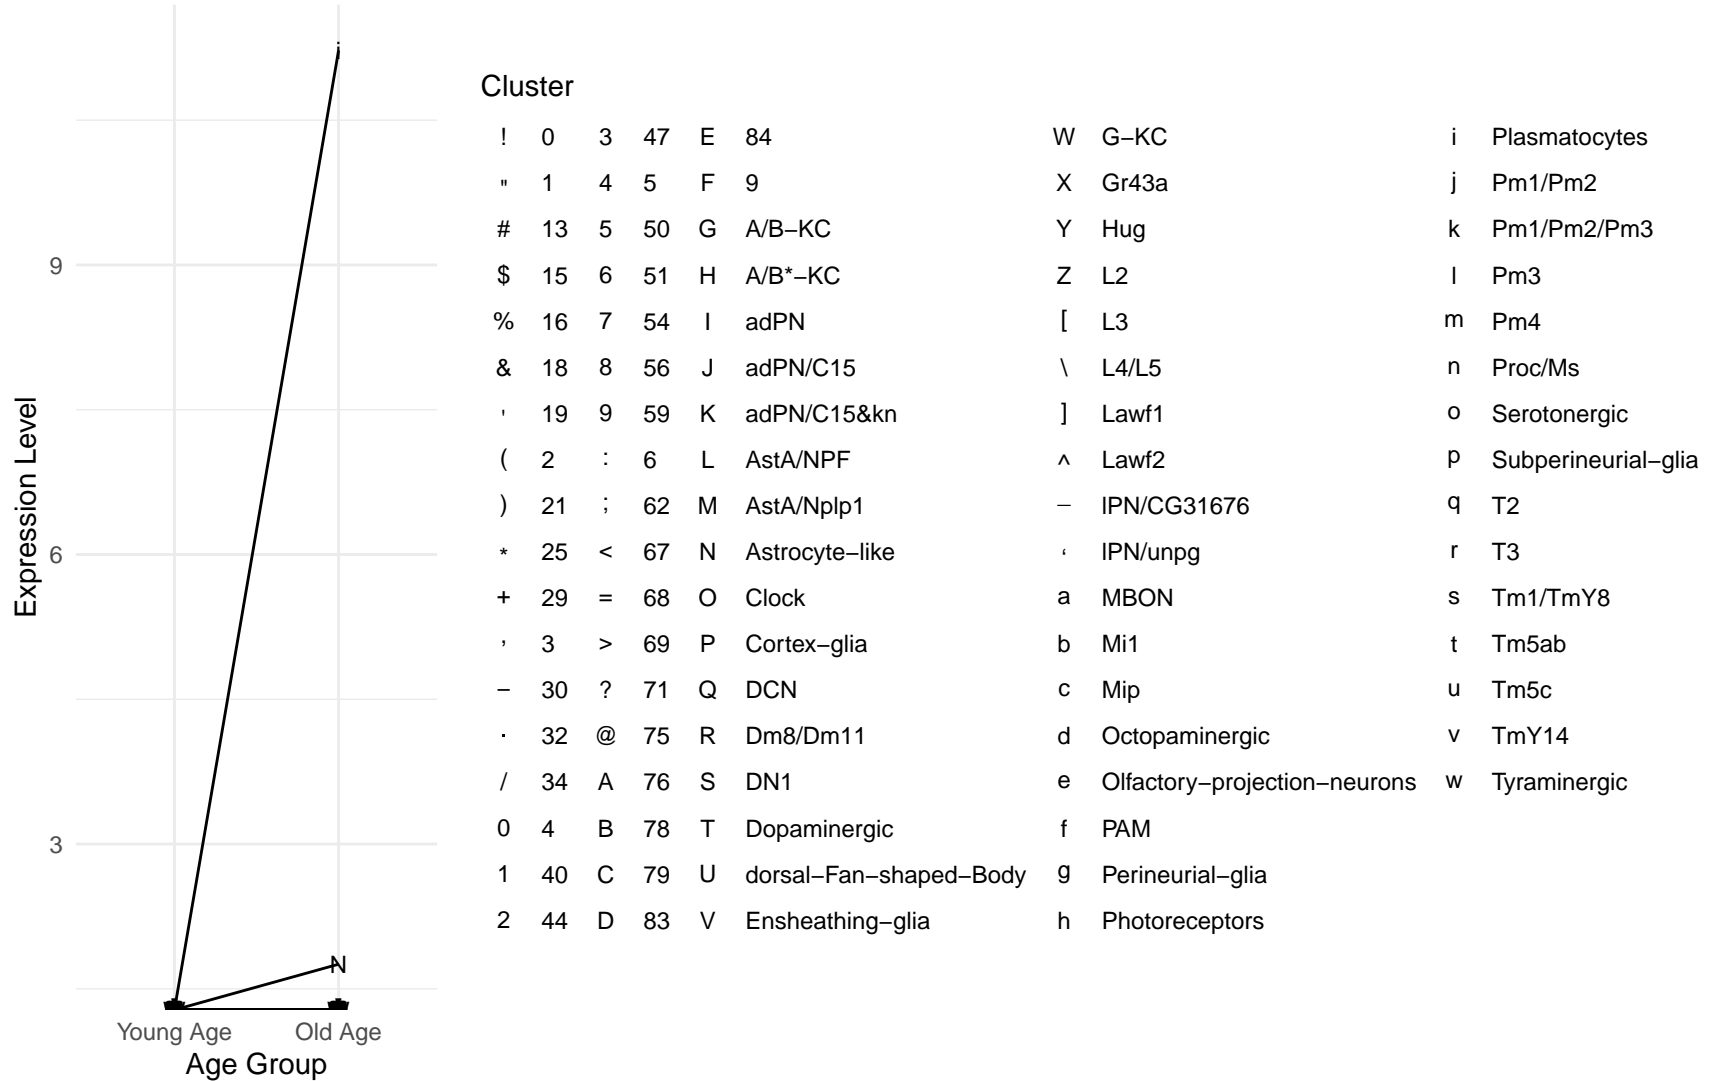 Cluster
! 0 3 47 E 84 W G−KC i Plasmatocytes
" 1 4 5 F 9 X Gr43a j Pm1/Pm2
# 13 5 50 G A/B−KC Y Hug k Pm1/Pm2/Pm3
$ 15 6 51 H A/B*−KC Z L2 l Pm3
% 16 7 54 I adPN [ L3 m Pm4
& 18 8 56 J adPN/C15 \ L4/L5 n Proc/Ms
' 19 9 59 K adPN/C15&kn ] Lawf1 o Serotonergic
( 2 : 6 L AstA/NPF ^ Lawf2 p Subperineurial−glia
) 21 ; 62 M AstA/Nplp1 − lPN/CG31676 q T2
* 25 < 67 N Astrocyte−like ‘ lPN/unpg r T3
+ 29 = 68 O Clock a MBON s Tm1/TmY8
, 3 > 69 P Cortex−glia b Mi1 t Tm5ab
− 30 ? 71 Q DCN c Mip u Tm5c
. 32 @ 75 R Dm8/Dm11 d Octopaminergic v TmY14
/ 34 A 76 S DN1 e Olfactory−projection−neurons w Tyraminergic
0 4 B 78 T Dopaminergic f PAM
1 40 C 79 U dorsal−Fan−shaped−Body g Perineurial−glia
2 44 D 83 V Ensheathing−glia h Photoreceptors
Expression Level
9
6
3
i
N
Young Age Old Age
Age Group